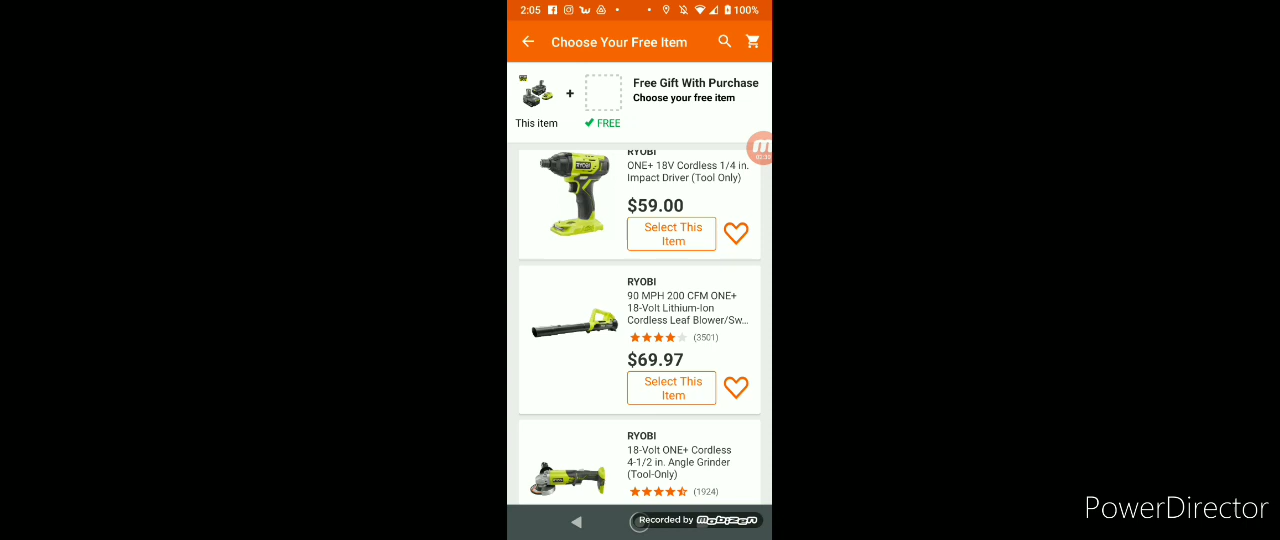 2:05
100%
Choose Your Free Item
Free Gift With Purchase
Choose your free item
+
This item
FREE
02:30
RYOBI
ONE+ 18V Cordless 1/4 in.
Impact Driver (Tool Only)
$59.00
Select This
Item
RYOBI
90 MPH 200 CFM ONE+
18-Volt Lithium-Ion
Cordless Leaf Blower/Sw...
(3501)
$69.97
Select This
Item
RYOBI
18-Volt ONE+ Cordless
4-1/2 in. Angle Grinder
(Tool-Only)
(1924)
Recorded by mobizen
PowerDirector